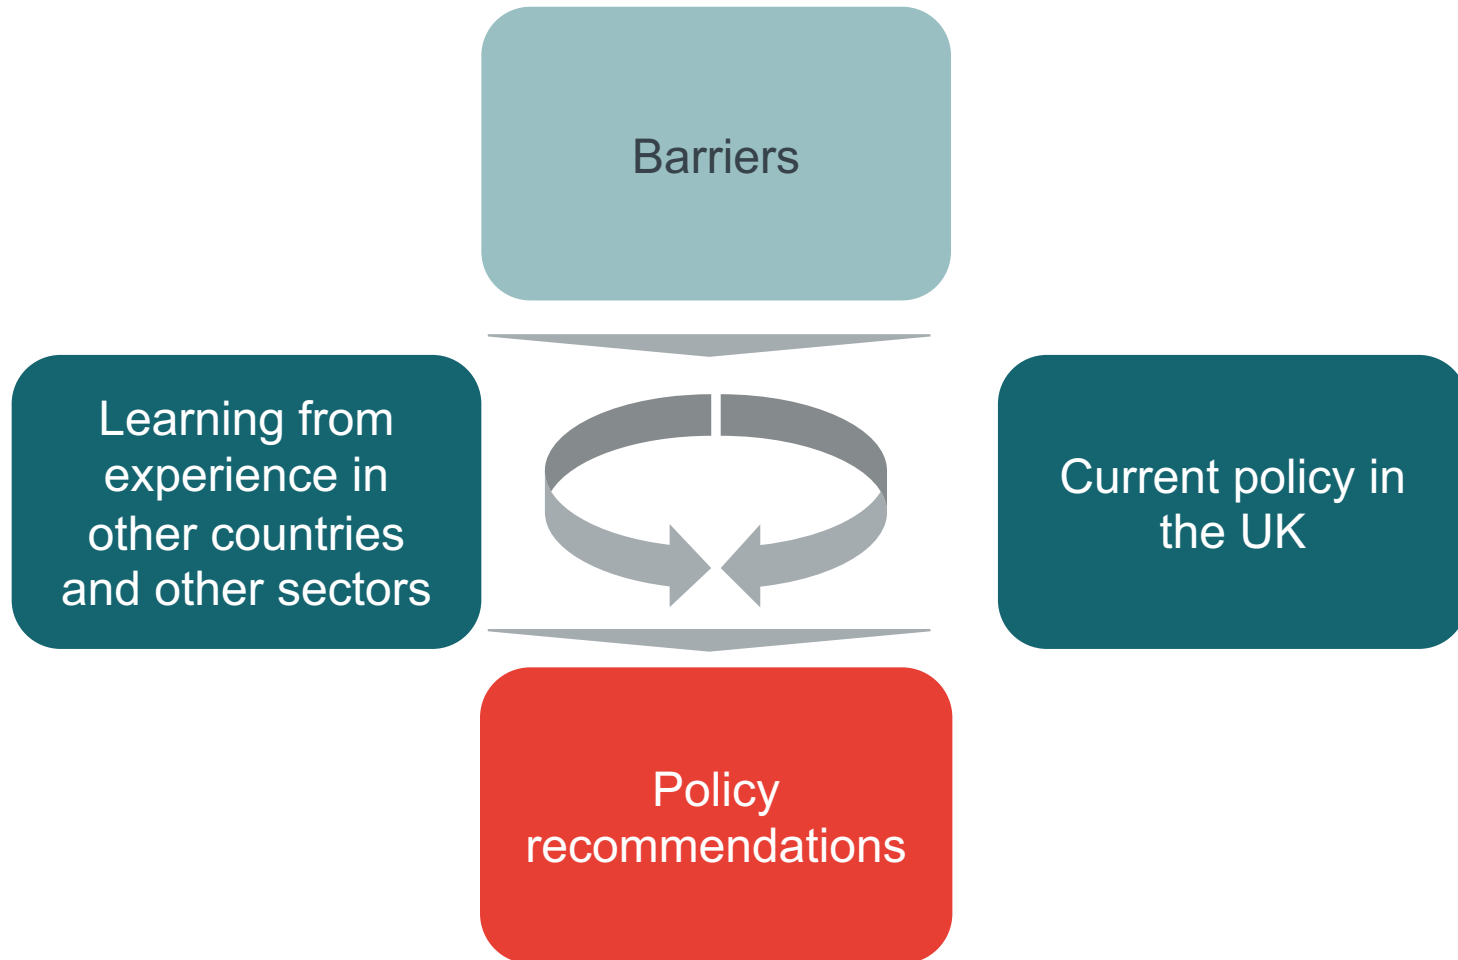 Barriers
Learning from
experience in
other countries
and other sectors
Current policy in
the UK
Policy
recommendations